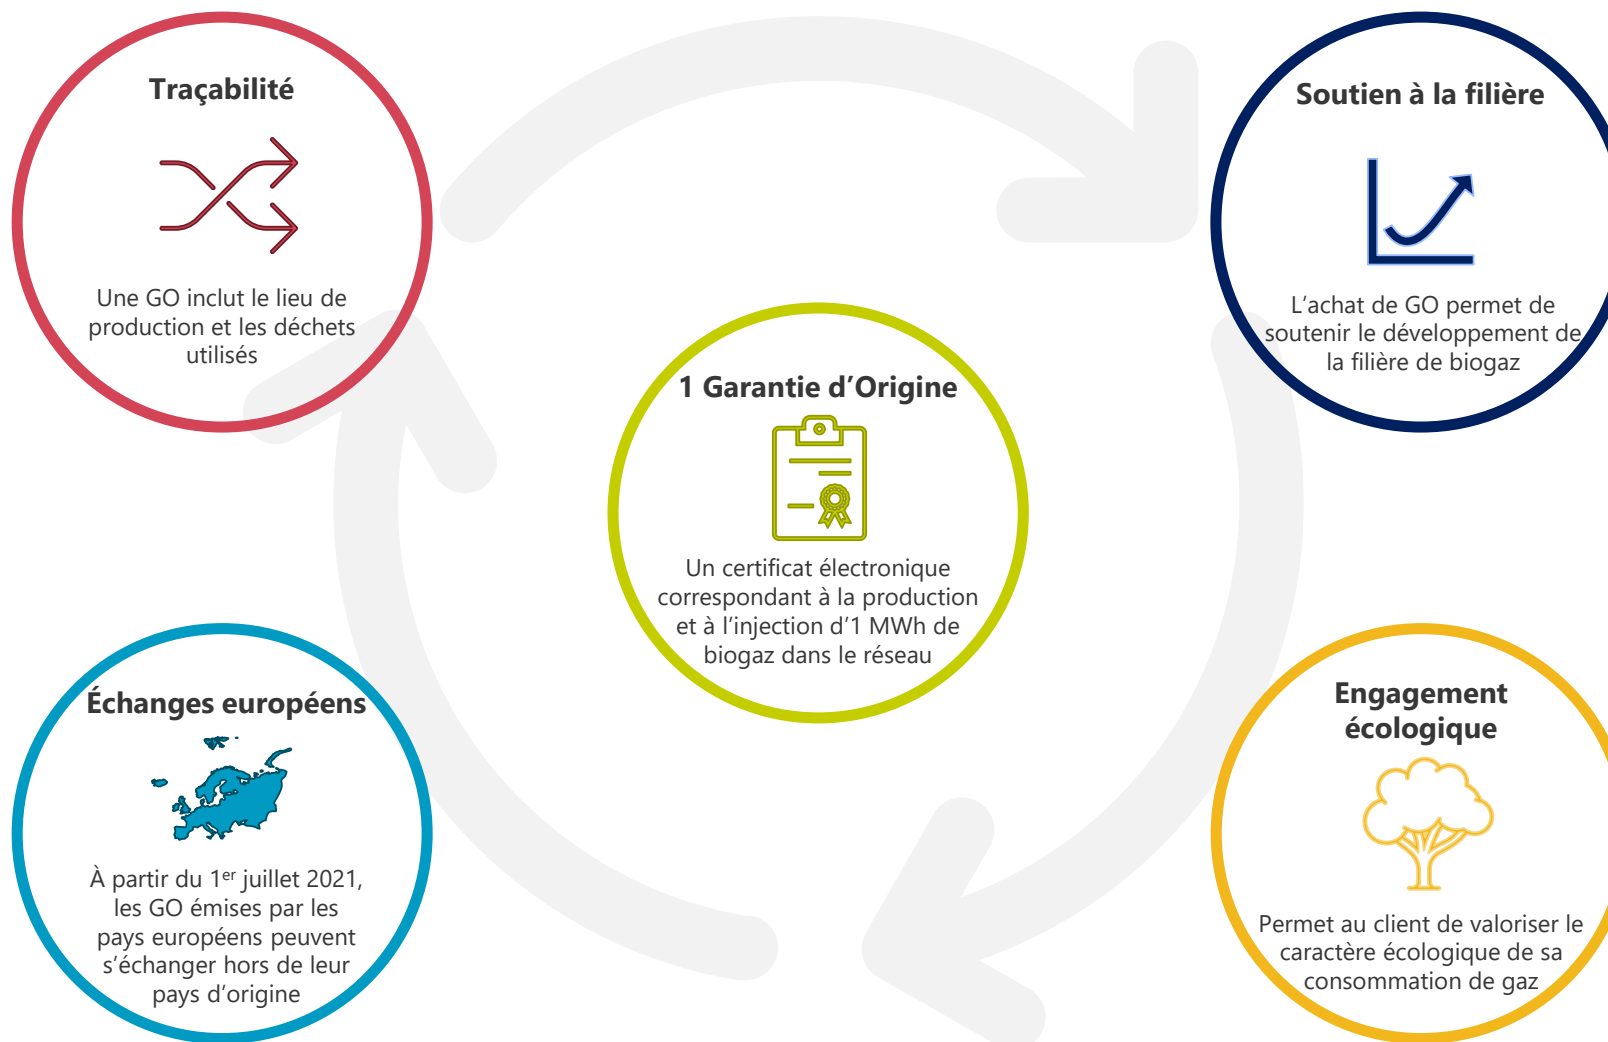 Traçabilité
Une GO inclut le lieu de
production et les déchets
utilisés
Soutien à la filière
L’achat de GO permet de
soutenir le développement de
la filière de biogaz
1 Garantie d’Origine
Un certificat électronique
correspondant à la production
et à l’injection d’1 MWh de
biogaz dans le réseau
Échanges européens
À partir du 1er juillet 2021,
les GO émises par les
pays européens peuvent
s’échanger hors de leur
pays d’origine
Engagement
écologique
Permet au client de valoriser le
caractère écologique de sa
consommation de gaz